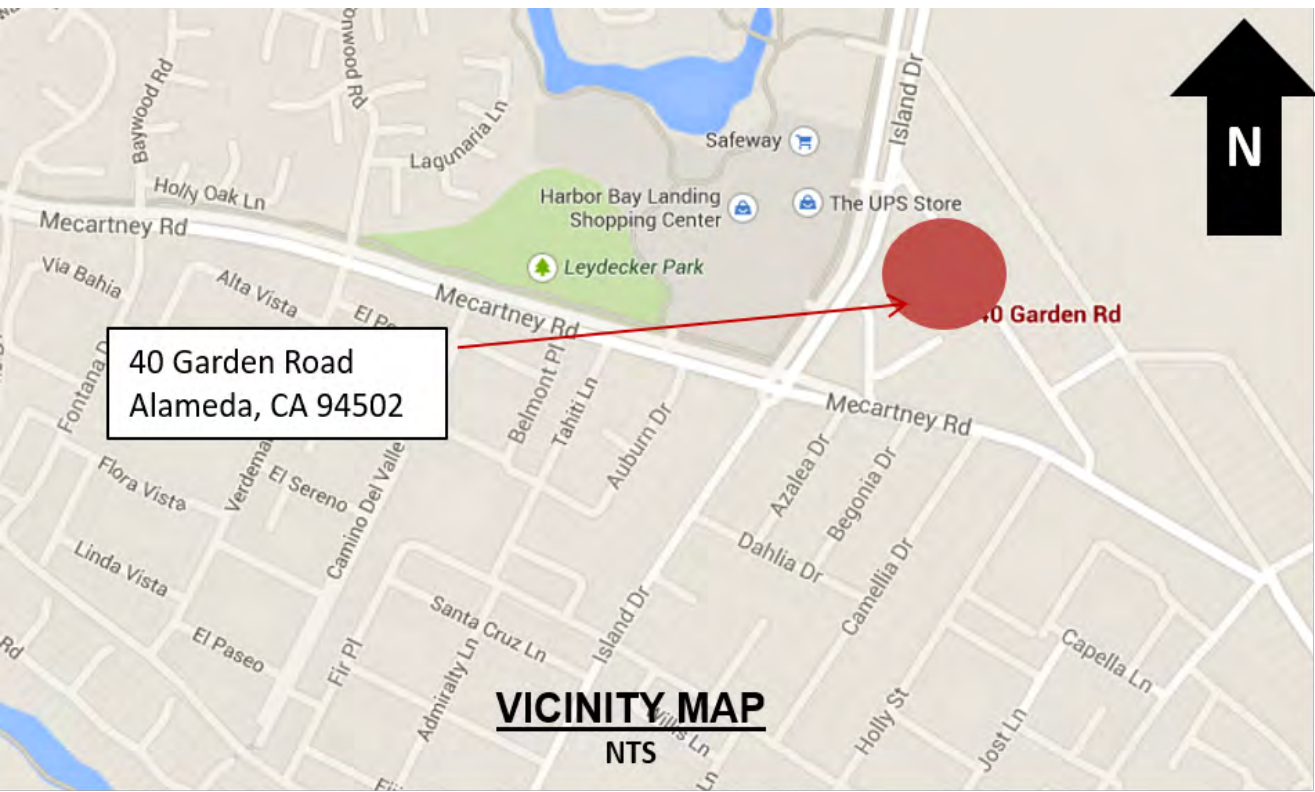 Island Dr
N
Baywood Rd
Lagunaria Ln
Safeway
Holly Oak Ln
Harbor Bay Landing
Shopping Center
The UPS Store
Mecartney Rd
Via Bahia
Leydecker Park
Alta Vista
Mecartney Rd
40 Garden Rd
40 Garden Road
Alameda, CA 94502
Belmont Pl
Tahiti Ln
Auburn Dr
Mecartney Rd
Flora Vista
El Sereno
Camino Del Valle
Azalea Dr
Begonia Dr
Linda Vista
Dahlia Dr
Camellia Dr
El Paseo
Fir Pl
Santa Cruz Ln
Island Dr
Admiralty Ln
Capella Ln
VICINITY MAP
NTS
Willis Ln
Holly St
Jost Ln
Rd
Ln